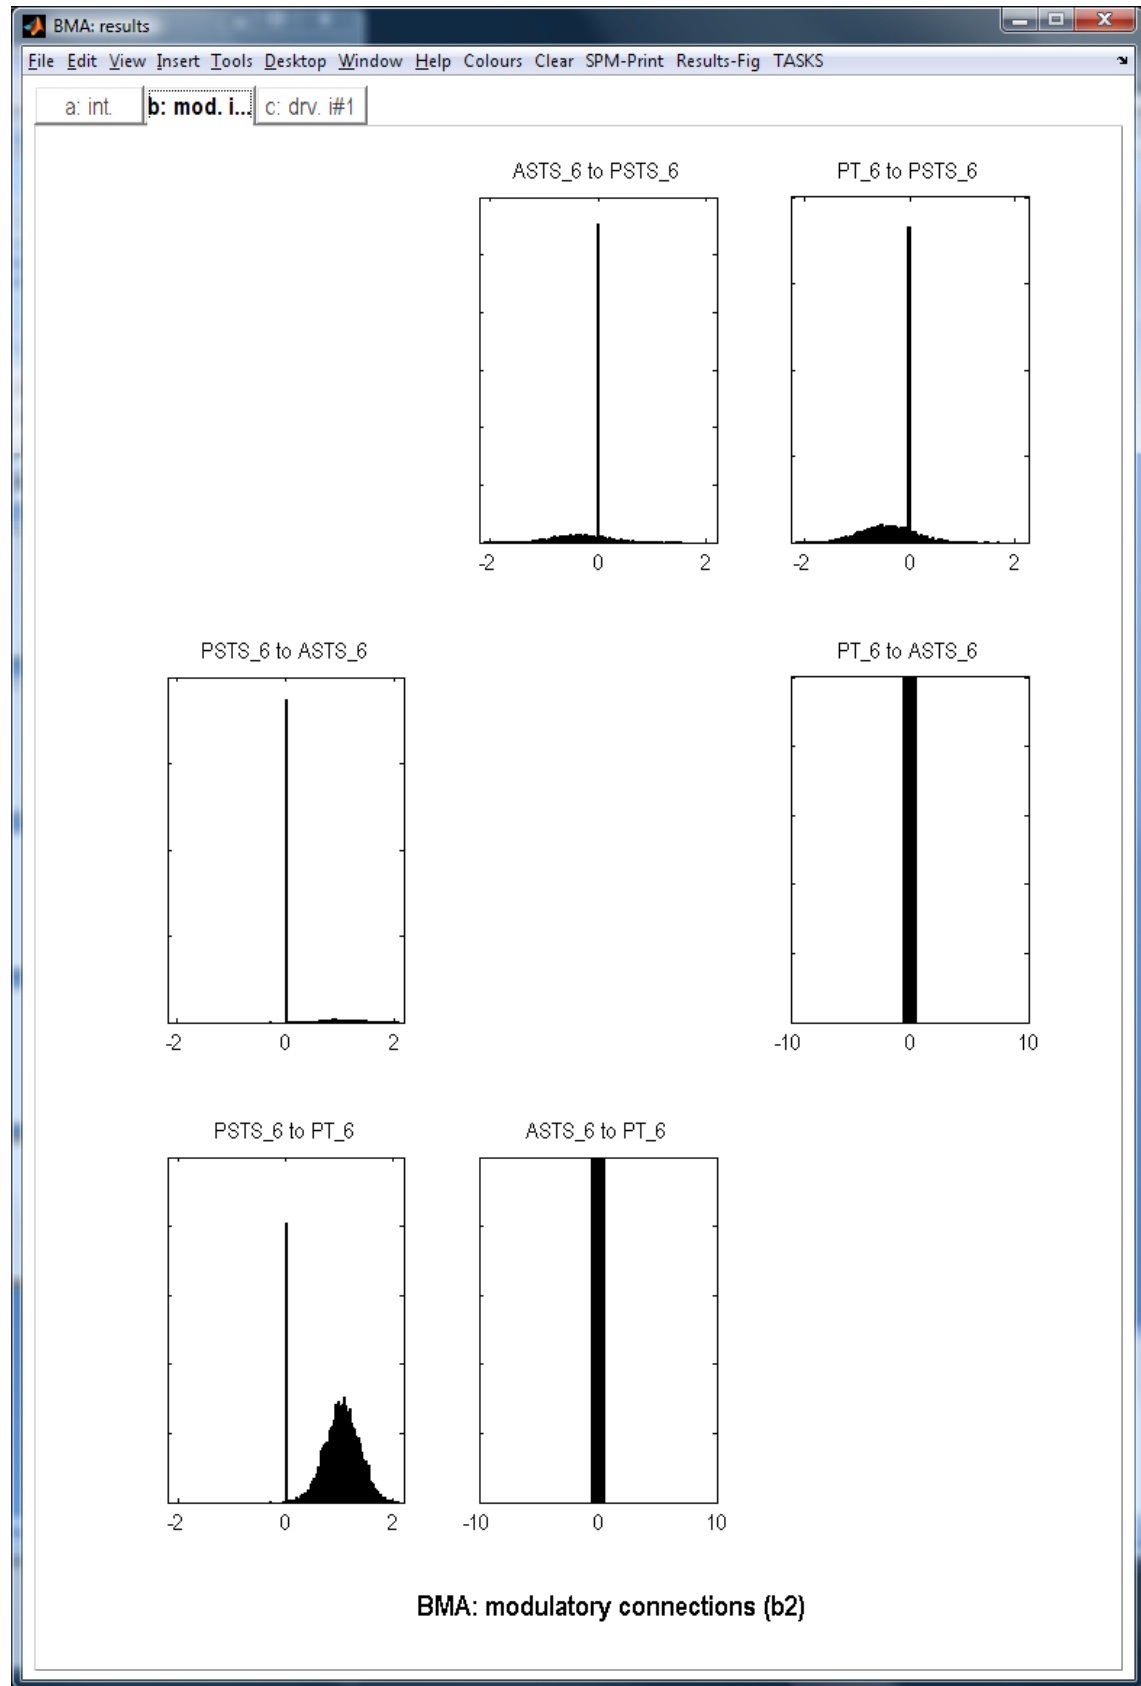 BMA: results
File Edit View Insert Tools Desktop Window Help Colours Clear SPM-Print Results-Fig TASKS
a: int. b: mod. i... c: drv. i#1
ASTS_6 to PSTS_6 PT_6 to PSTS_6
-2 0 2 -2 0 2
PSTS_6 to ASTS_6 PT_6 to ASTS_6
-2 0 2 -10 0 10
PSTS_6 to PT_6 ASTS_6 to PT_6
-2 0 2 -10 0 10
BMA: modulatory connections (b2)